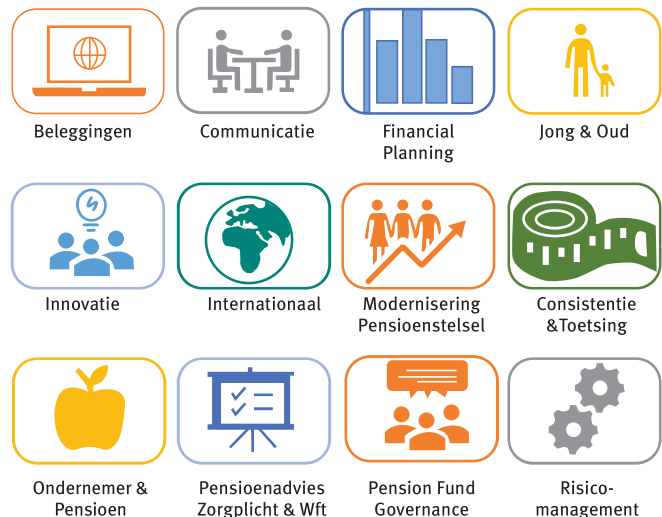 Beleggingen
Communicatie
Financial
Planning
Jong & Oud
Innovatie
Internationaal
Modernisering
Pensioenstelsel
Consistentie
&Toetsing
Ondernemer &
Pensioen
Pensioenadvies
Zorgplicht & Wft
Pension Fund
Governance
Risico-
management